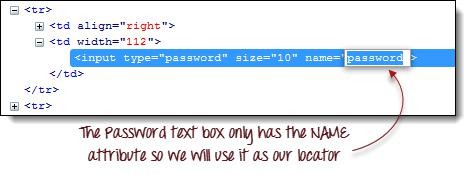 <tr>
<td align="right">
<td width="112">
<input type="password" size="10" name="password">
</td>
</tr>
<tr>
The Password text box only has the NAME
attribute so we will use it as our locator